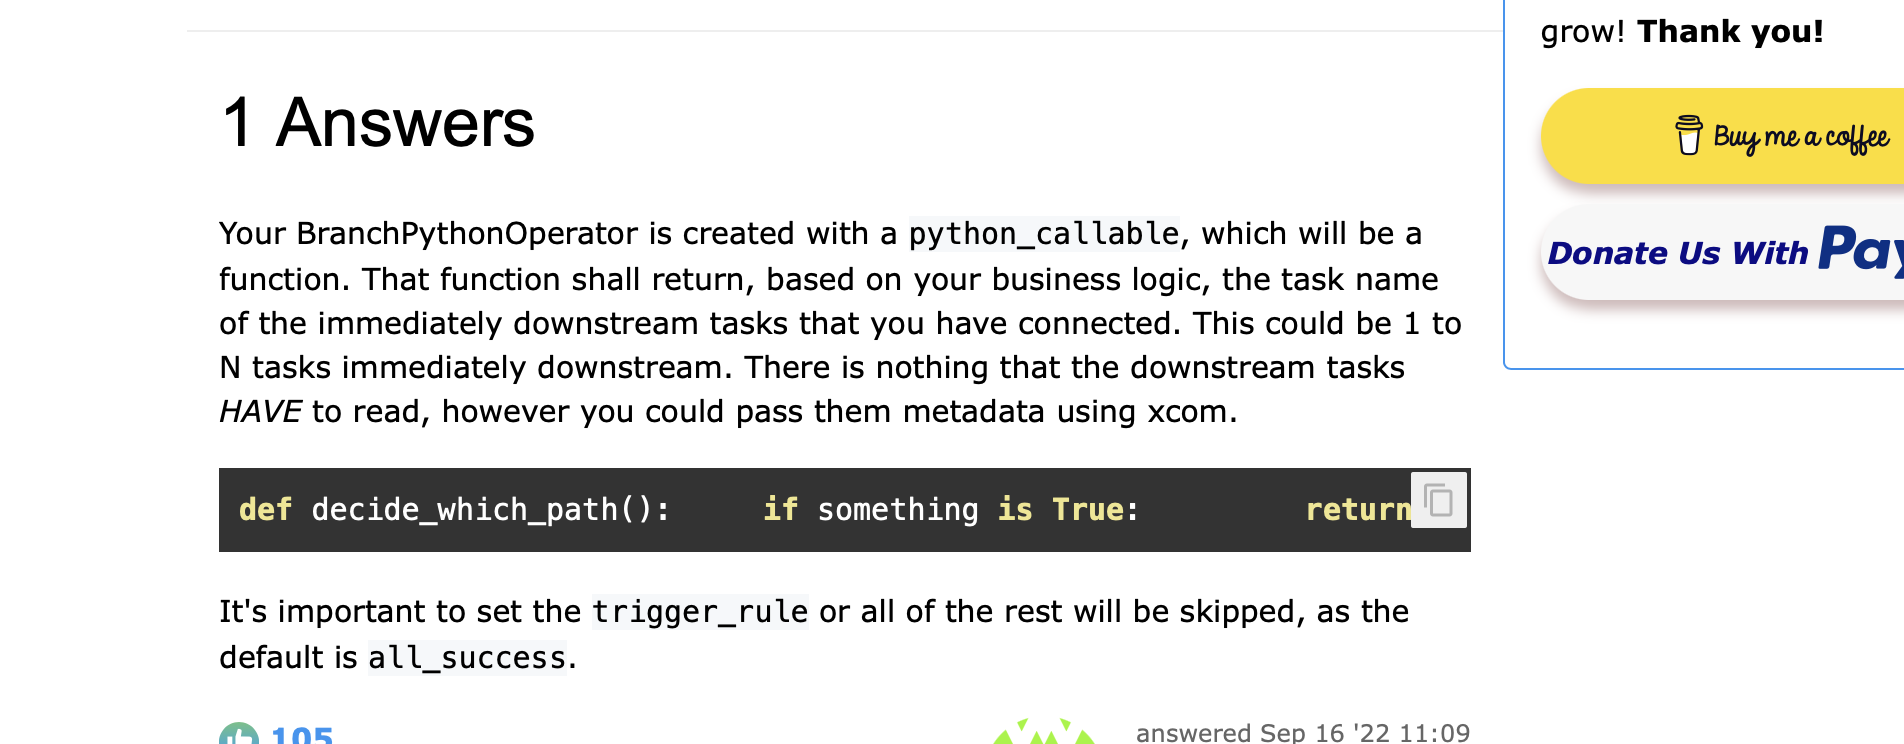 grow! Thank you!
Buy me a coffee
Donate Us With
1 Answers
Your BranchPythonOperator is created with a python_callable, which will be a
function. That function shall return, based on your business logic, the task name
of the immediately downstream tasks that you have connected. This could be 1 to
N tasks immediately downstream. There is nothing that the downstream tasks
HAVE to read, however you could pass them metadata using xcom.
def decide_which_path():     if something is True:         return
It's important to set the trigger_rule or all of the rest will be skipped, as the
default is all_success.
105
answered Sep 16 '22 11:09